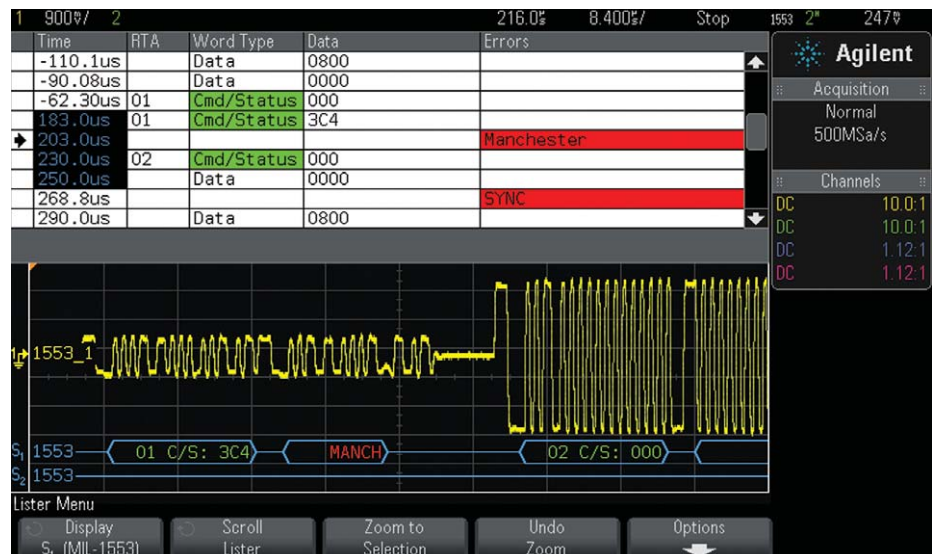 1 900▽/ 2 216.0s 8.400s/ Stop 1553 2 247▽
Time RTA Word Type Data Errors
-110.1us Data 0800
-90.08us Data 0000
-62.30us 01 Cmd/Status 000
183.0us 01 Cmd/Status 3C4
203.0us Manchester
230.0us 02 Cmd/Status 000
250.0us Data 0000
268.8us SYNC
290.0us Data 0800
Agilent
Acquisition
Normal
500MSa/s
Channels
DC 10.0:1
DC 10.0:1
DC 1.12:1
DC 1.12:1
1553_1
S1 1553 01 C/S: 3C4 MANCH 02 C/S: 000
S2 1553
Lister Menu
Display Scroll Zoom to Undo Options
S1 (MIL-1553) Lister Selection Zoom